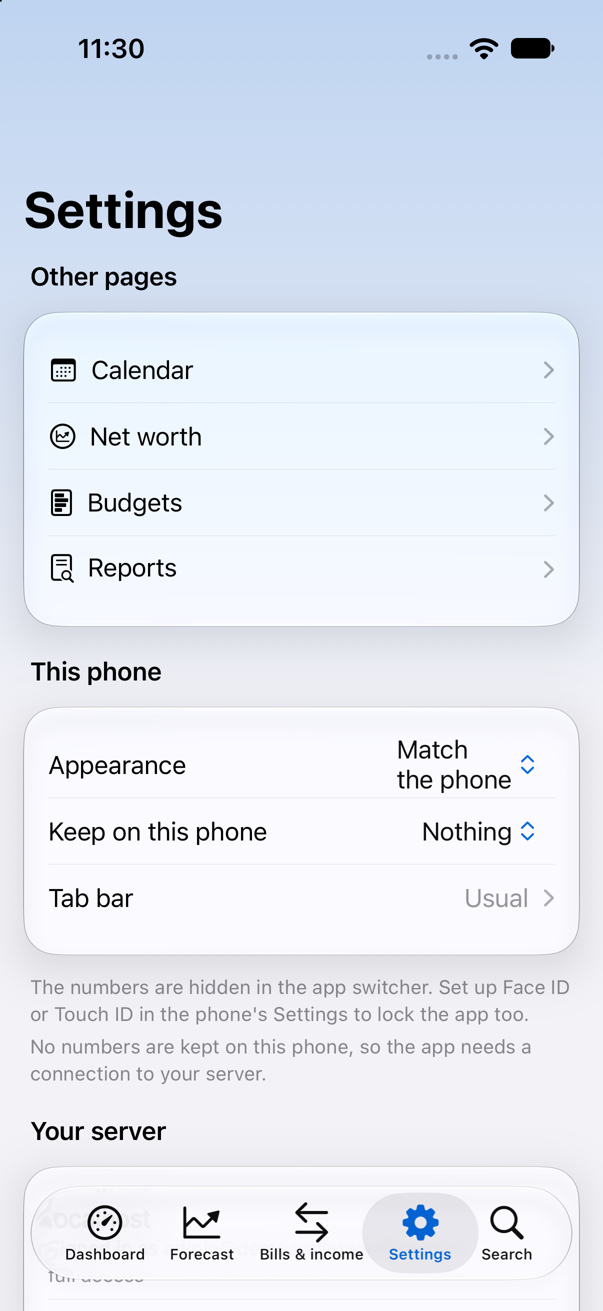 11:30
Settings
Other pages
Calendar
Net worth
Budgets
Reports
This phone
Appearance
Match
the phone
Keep on this phone
Nothing
Tab bar
Usual
The numbers are hidden in the app switcher. Set up Face ID
or Touch ID in the phone's Settings to lock the app too.
No numbers are kept on this phone, so the app needs a
connection to your server.
Your server
Dashboard
Forecast
Bills & income
Settings
Search
full access